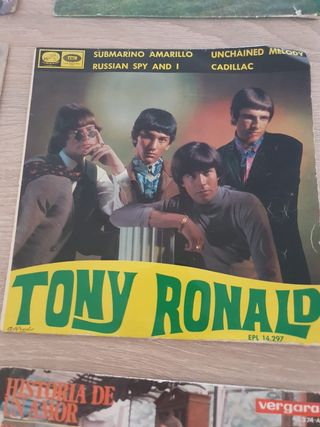 SUBMARINO AMARILLO UNCHAINED MELODY
RUSSIAN SPY AND I CADILLAC
TONY RONALD
EPL 14.297
HISTORIA DE
UN AMOR
vergara